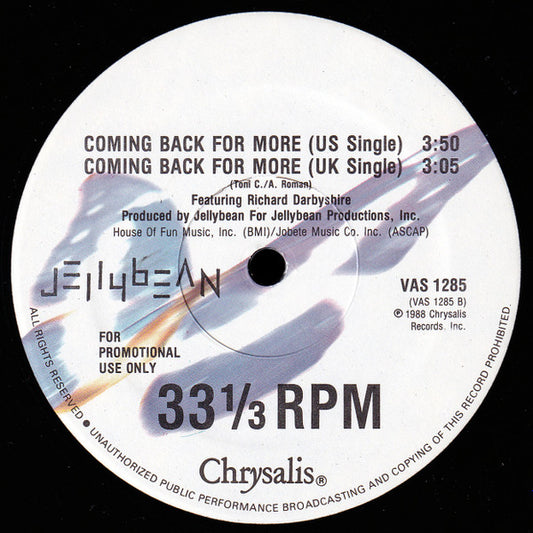 COMING BACK FOR MORE (US Single) 3:50
COMING BACK FOR MORE (UK Single) 3:05
(Toni C./A. Roman)
Featuring Richard Darbyshire
Produced by Jellybean For Jellybean Productions, Inc.
House Of Fun Music, Inc. (BMI)/Jobete Music Co. Inc. (ASCAP)
JELLYBEAN
VAS 1285
(VAS 1285 B)
℗ 1988 Chrysalis
Records, Inc.
FOR
PROMOTIONAL
USE ONLY
33 1/3 RPM
Chrysalis®
ALL RIGHTS RESERVED • UNAUTHORIZED PUBLIC PERFORMANCE BROADCASTING AND COPYING OF THIS RECORD PROHIBITED.